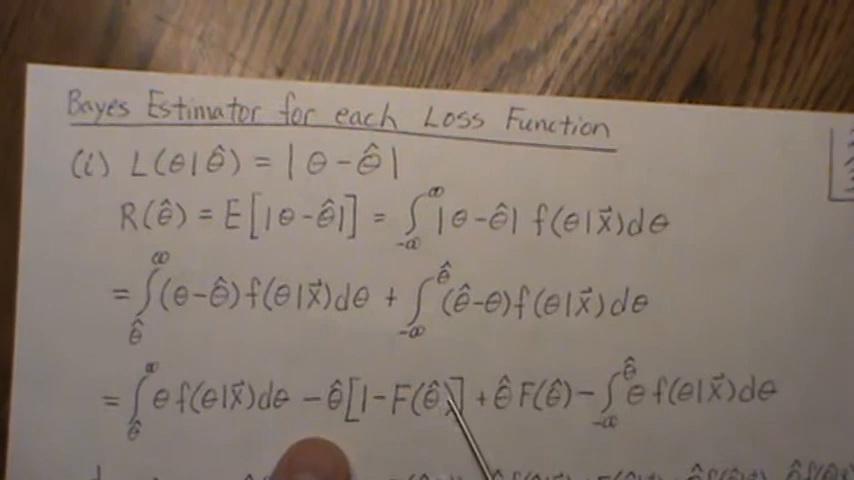 Bayes Estimator for each Loss Function
(i) L(θ|θ̂) = |θ - θ̂|
R(θ̂) = E[|θ - θ̂|] = ∫_{-∞}^{∞} |θ - θ̂| f(θ|x⃗)dθ
= ∫_{θ̂}^{∞} (θ - θ̂) f(θ|x⃗)dθ + ∫_{-∞}^{θ̂} (θ̂ - θ) f(θ|x⃗)dθ
= ∫_{θ̂}^{∞} θ f(θ|x⃗)dθ - θ̂[1 - F(θ̂)] + θ̂ F(θ̂) - ∫_{-∞}^{θ̂} θ f(θ|x⃗)dθ